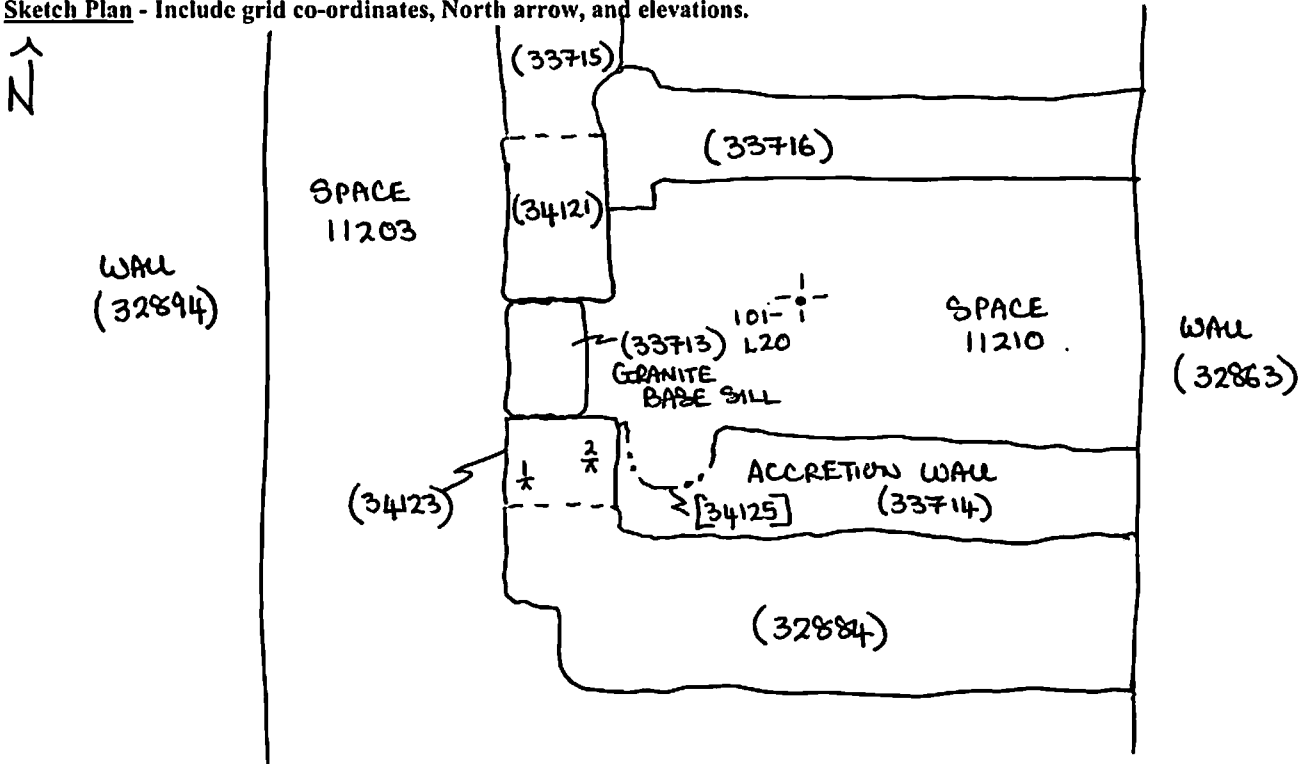 Sketch Plan - Include grid co-ordinates, North arrow, and elevations.
N
(33715)
(33716)
SPACE
11203
(34121)
WALL
(32894)
101-
L20
SPACE
11210
WALL
(32863)
(33713)
GRANITE
BASE SILL
1
2
(34123)
ACCRETION WALL
(33714)
[34125]
(32884)